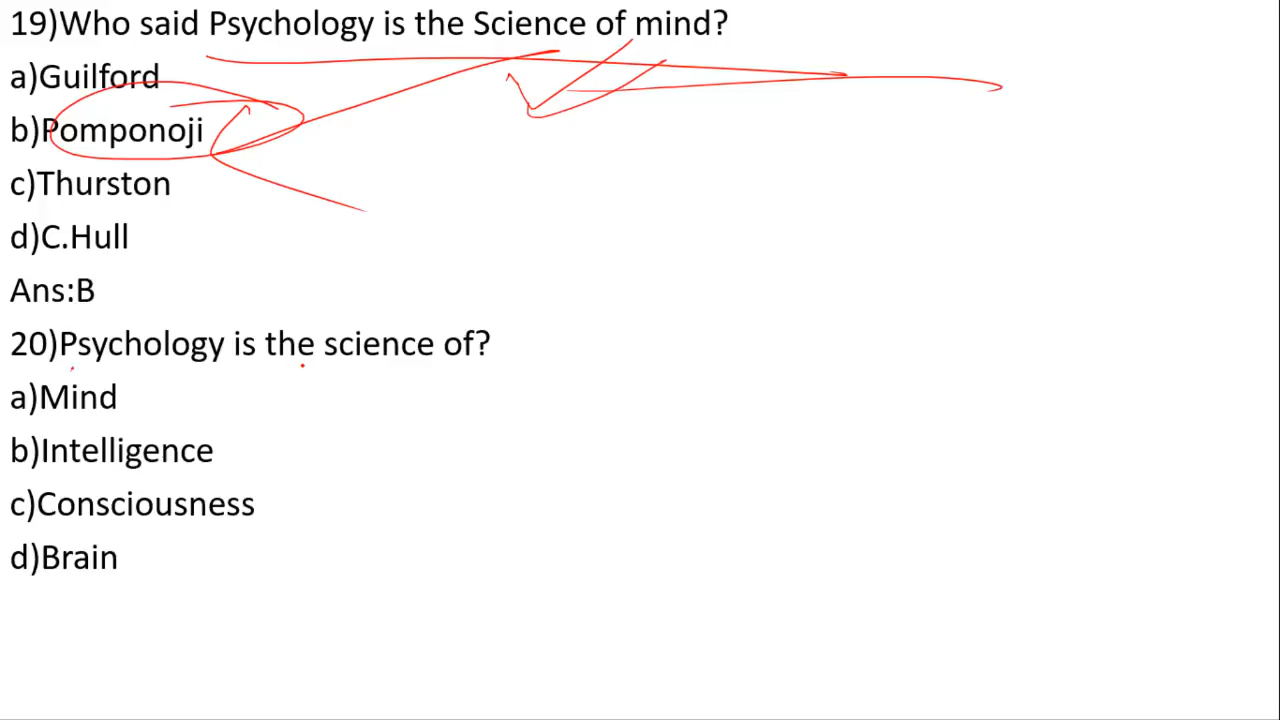 19)Who said Psychology is the Science of mind?
a)Guilford
b)Pomponoji
c)Thurston
d)C.Hull
Ans:B
20)Psychology is the science of?
a)Mind
b)Intelligence
c)Consciousness
d)Brain